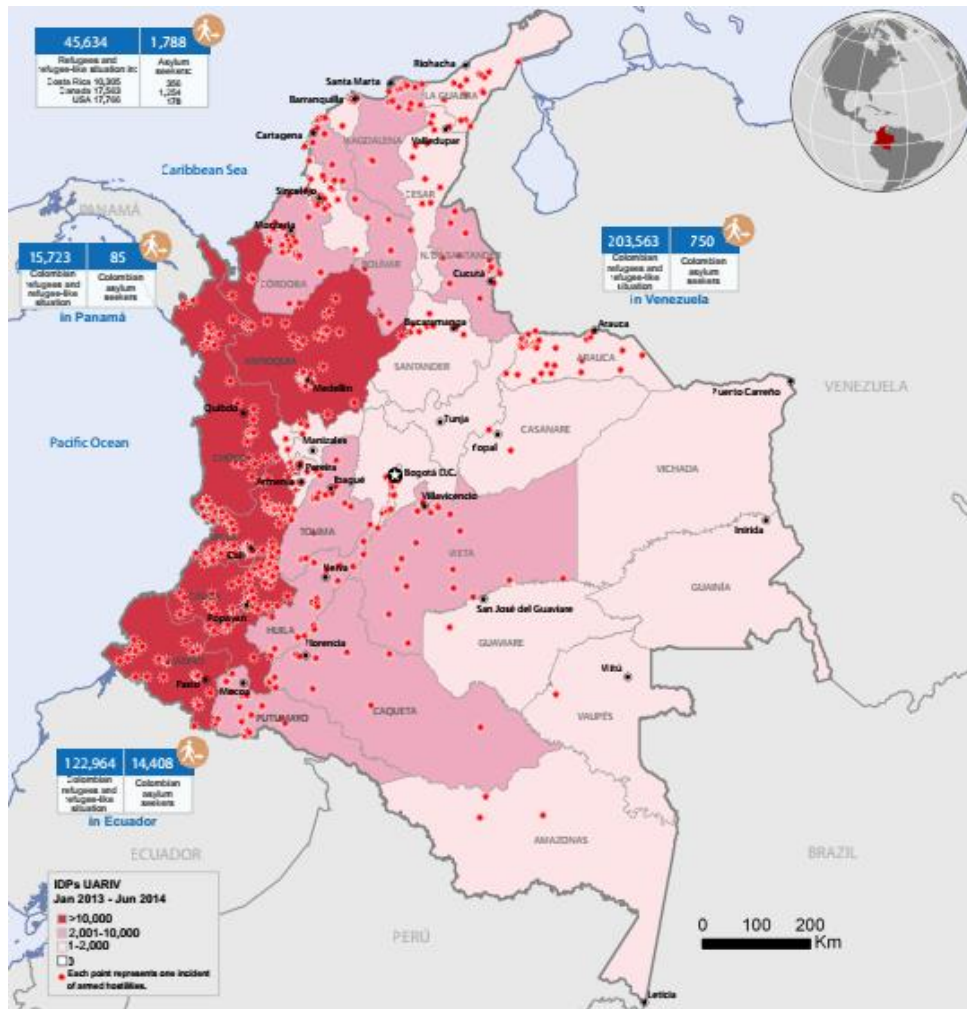 45,634
1,788
Refugees and
refugee-like situation in:
Asylum
seekers:
Costa Rica 10,305
Canada 17,563
USA 17,766
356
1,254
178
Riohacha
Santa Marta
LA GUAJIRA
Barranquilla
Cartagena
MAGDALENA
Valledupar
Caribbean Sea
CESAR
Sincelejo
PANAMÁ
Montería
15,723
85
Colombian
refugees and
refugee-like
situation
Colombian
asylum
seekers
in Panamá
203,563
750
Colombian
refugees and
refugee-like
situation
Colombian
asylum
seekers
in Venezuela
N. DE SANTANDER
BOLÍVAR
Cucutá
CÓRDOBA
Bucaramanga
Arauca
ARAUCA
SANTANDER
ANTIOQUIA
Medellín
Puerto Carreño
VENEZUELA
Quibdo
Tunja
CASANARE
Yopal
Pacific Ocean
Manizales
CHOCÓ
Pereira
Bogotá D.C.
VICHADA
Armenia
Ibagué
Villavicencio
Inirida
TOLIMA
META
Cali
Neiva
GUAINÍA
San José del Guaviare
CAUCA
Popayán
HUILA
Florencia
GUAVIARE
Mitú
NARIÑO
Pasto
Mocoa
CAQUETA
VAUPÉS
PUTUMAYO
122,964
14,408
Colombian
refugees and
refugee-like
situation
Colombian
asylum
seekers
in Ecuador
AMAZONAS
ECUADOR
BRAZIL
IDPs UARIV
Jan 2013 - Jun 2014
>10,000
2,001-10,000
1-2,000
Each point represents one incident
of armed hostilities.
PERÚ
0 100 200
Km
Leticia